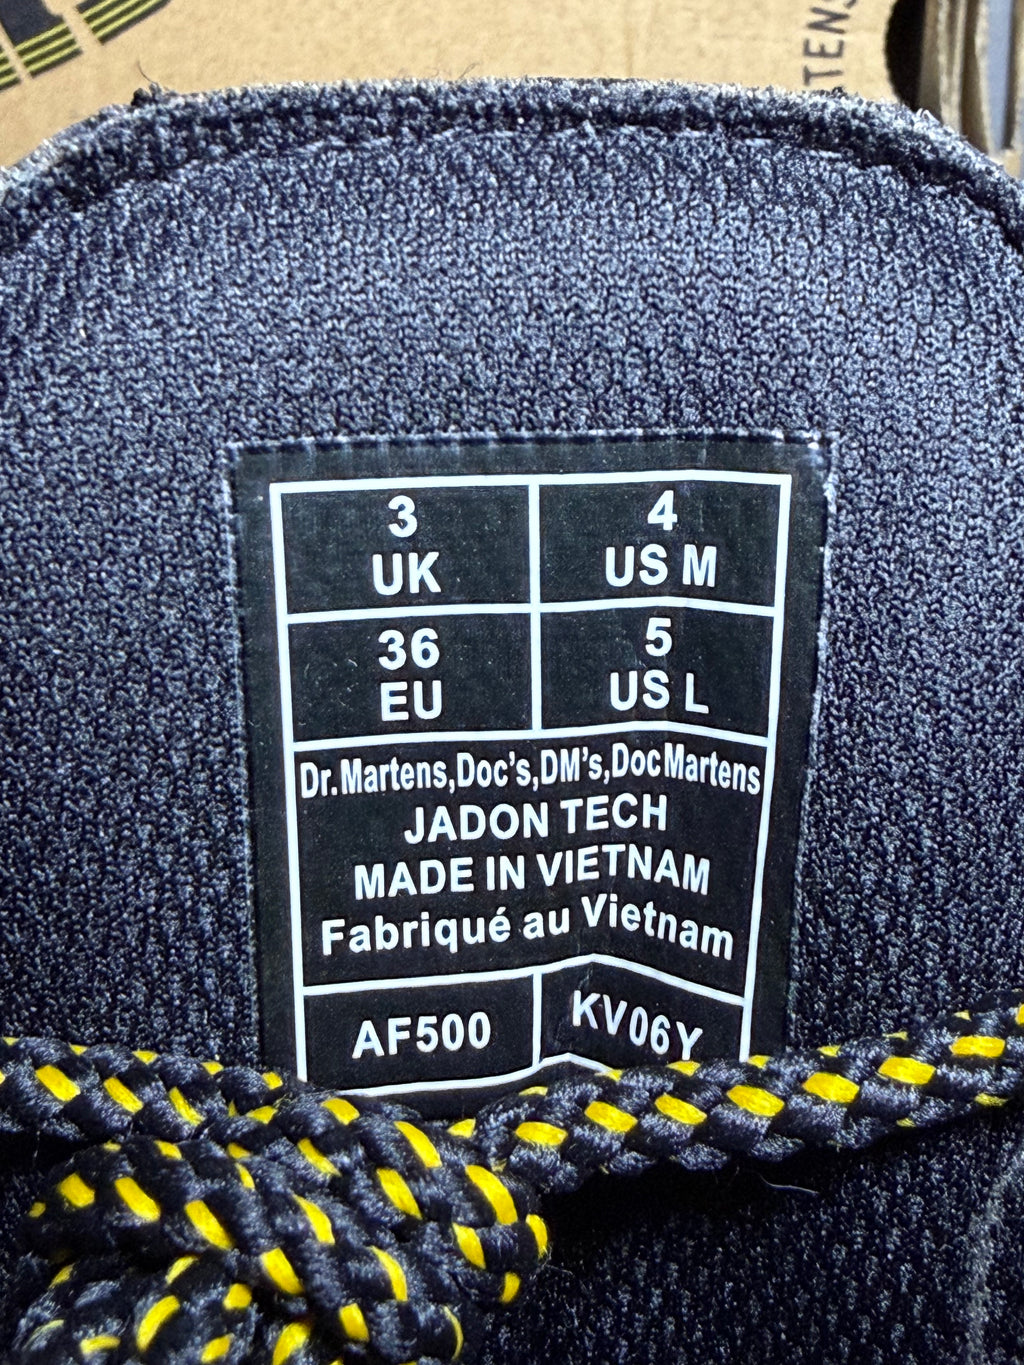 TENS
3
UK
4
US M
36
EU
5
US L
Dr.Martens,Doc's,DM's,DocMartens
JADON TECH
MADE IN VIETNAM
Fabriqué au Vietnam
AF500
KV06Y